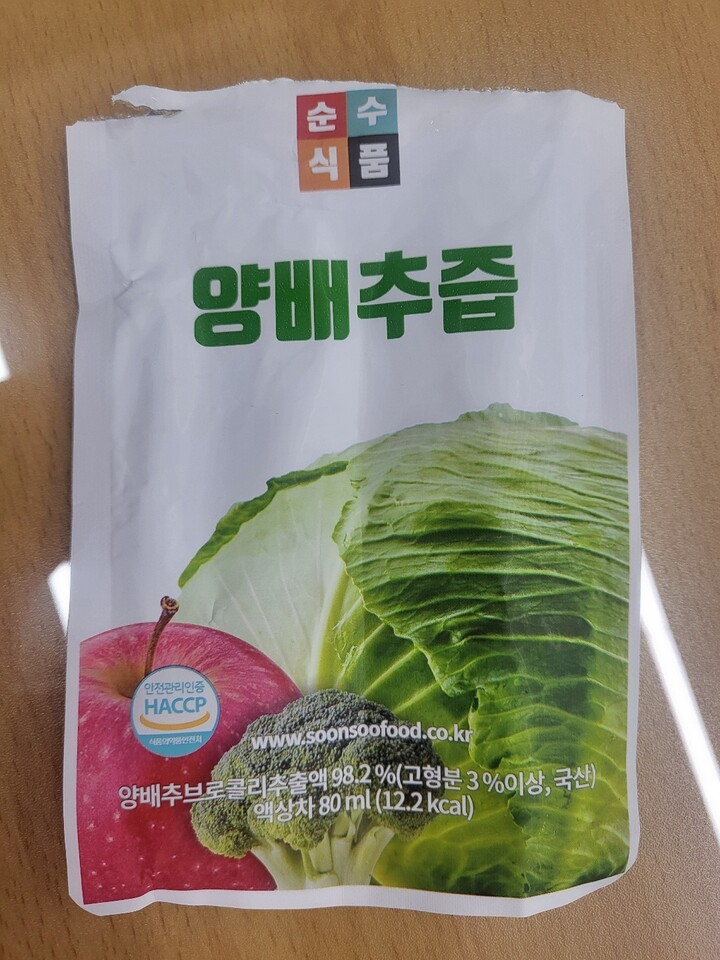 순수
식품
양배추즙
안전관리인증
HACCP
식품의약품안전처
www.soonsoofood.co.kr
양배추브로콜리추출액 98.2 %(고형분 3 %이상, 국산)
액상차 80 ml (12.2 kcal)